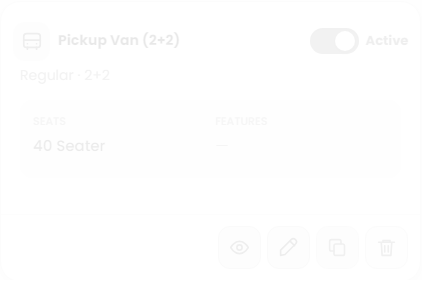 Pickup Van (2+2)
Active
Regular · 2+2
SEATS
FEATURES
40 Seater
—